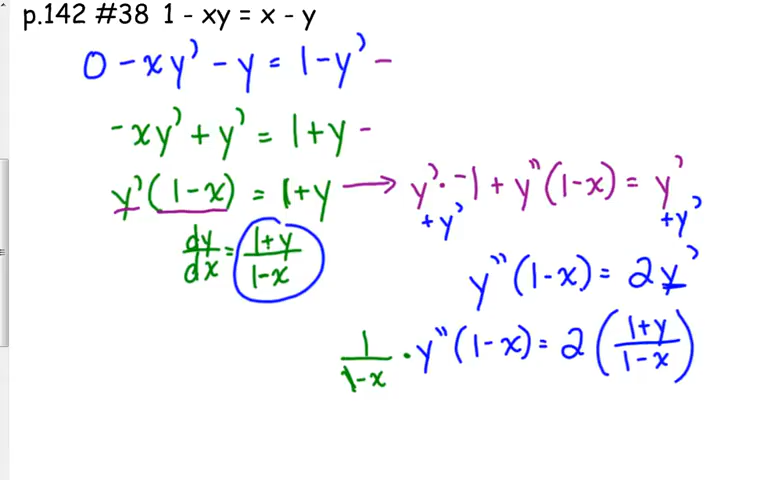 p.142 #38 1 - xy = x - y
0 - xy' - y = 1 - y' -
-xy' + y' = 1 + y -
y'(1-x) = 1+y → y' · -1 + y"(1-x) = y'
+y' +y'
dy/dx = (1+y)/(1-x)
y"(1-x) = 2y'
1/(1-x) · y"(1-x) = 2((1+y)/(1-x))